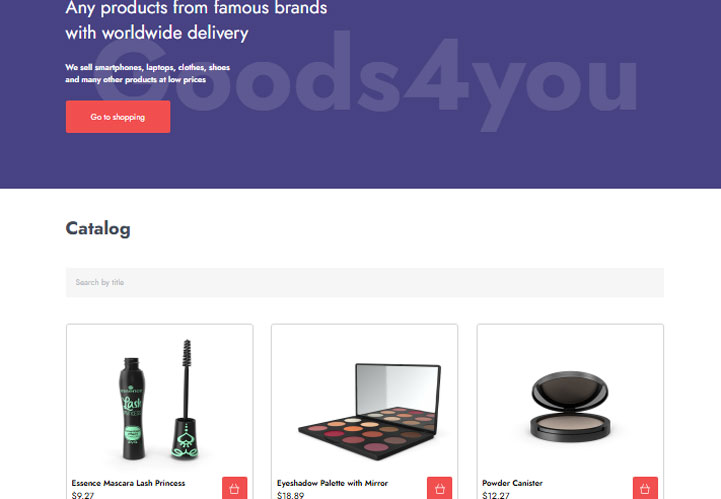 Any products from famous brands
with worldwide delivery
Goods4you
We sell smartphones, laptops, clothes, shoes
and many other products at low prices
Go to shopping
Catalog
Search by title
Lash
Essence Mascara Lash Princess
$9.27
Eyeshadow Palette with Mirror
$18.89
Powder Canister
$12.27